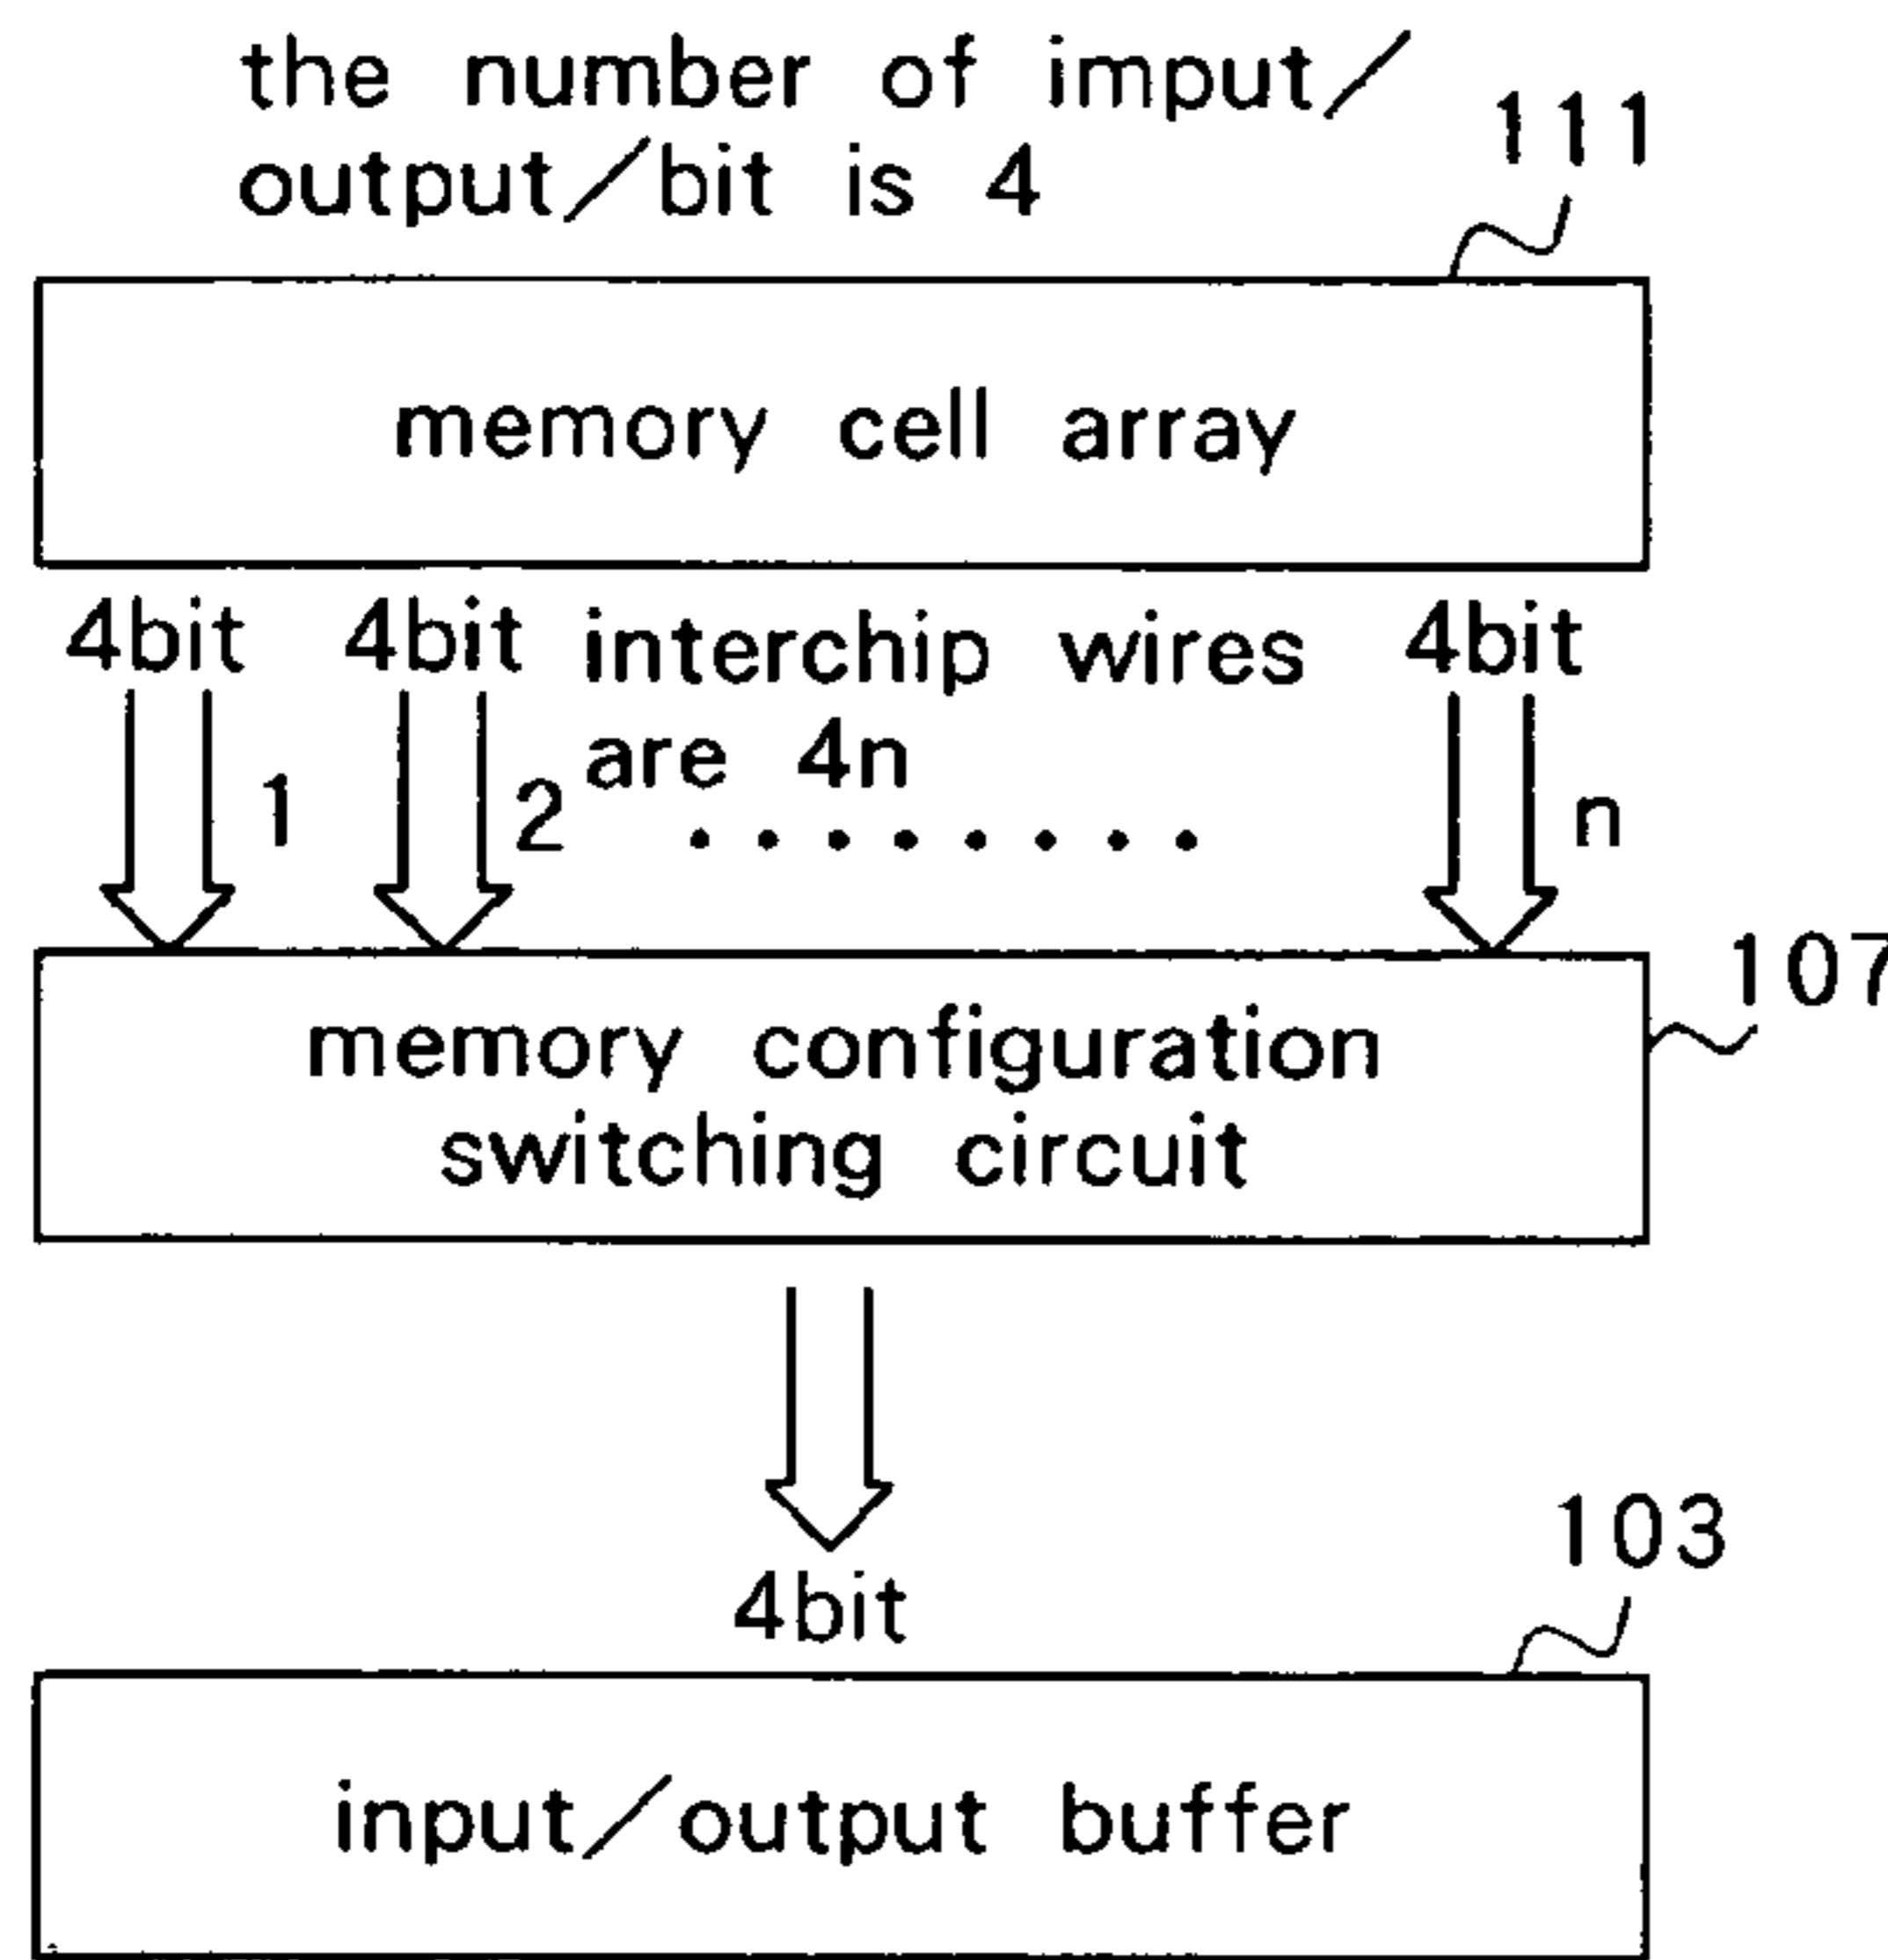 the number of imput/
output/bit is 4
111
memory cell array
4bit 4bit interchip wires 4bit
are 4n
1 2 ........ n
107
memory configuration
switching circuit
4bit
103
input/output buffer